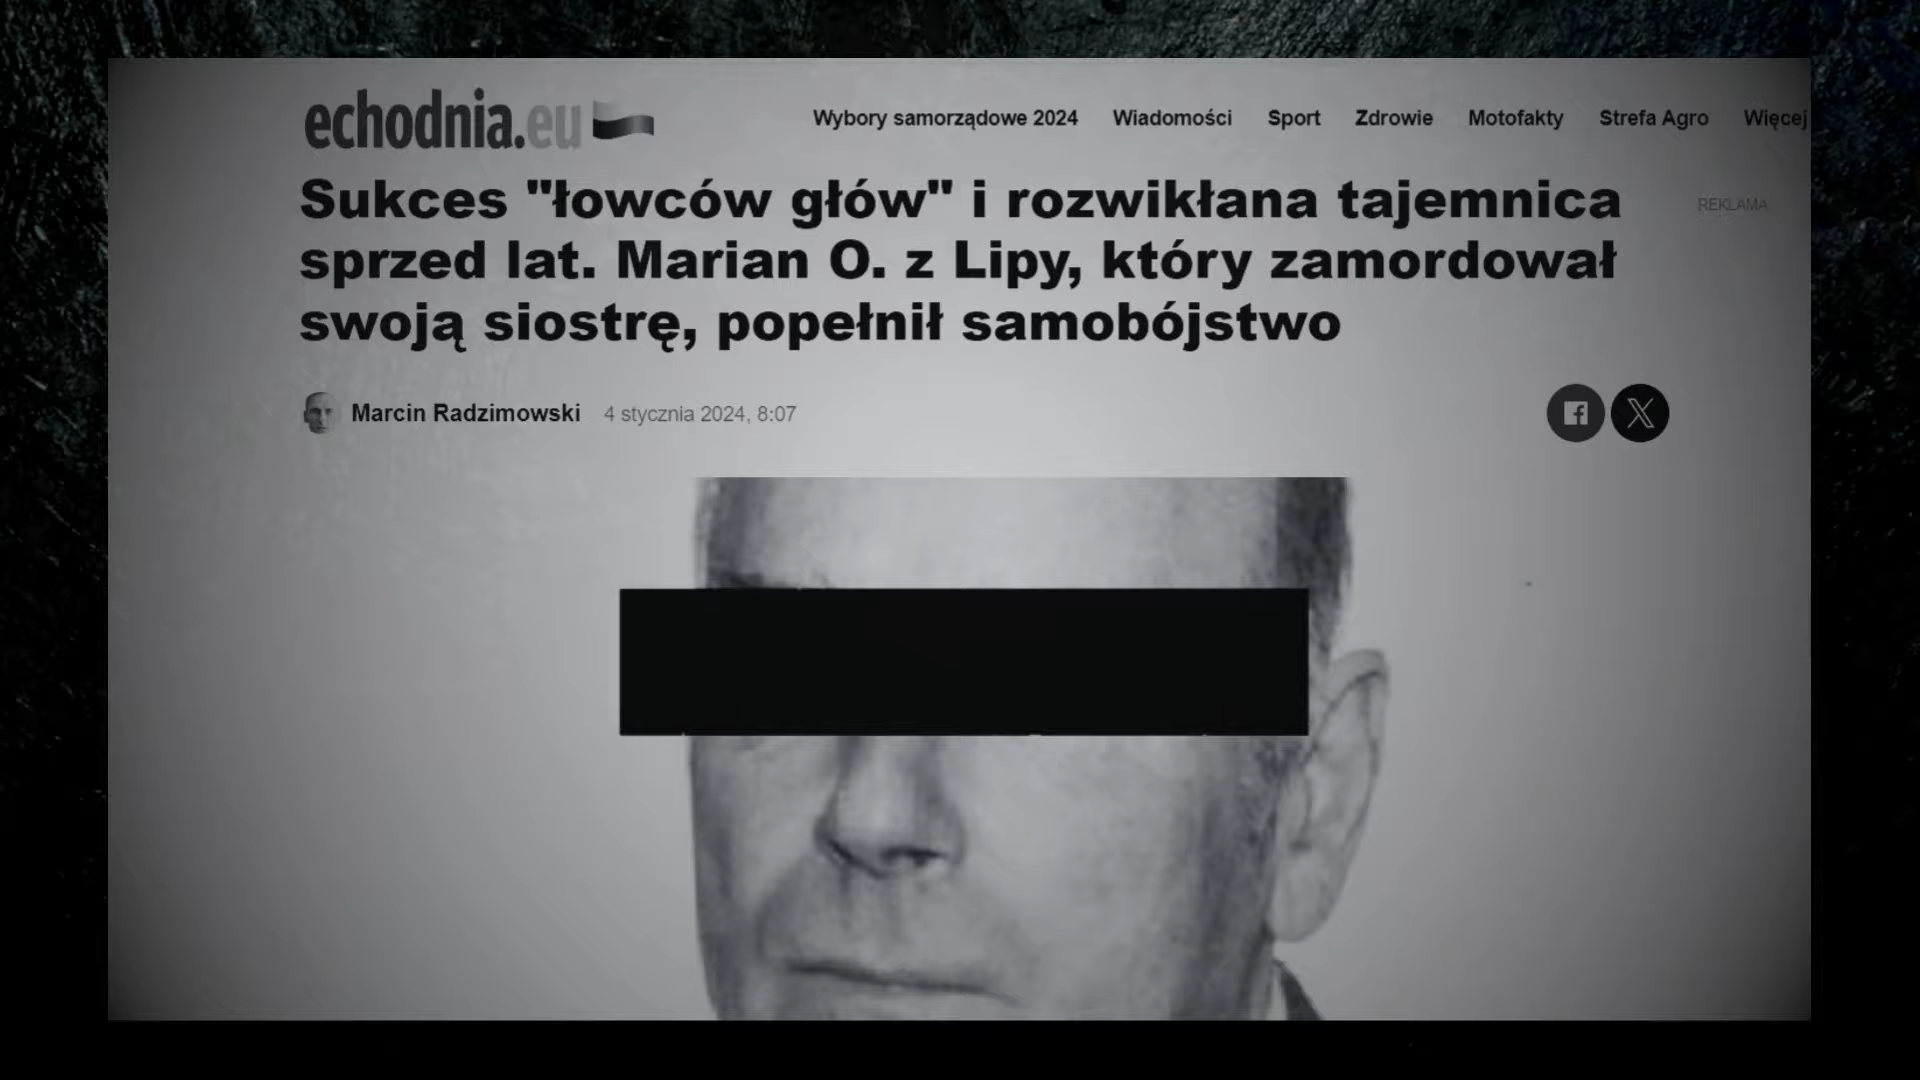 echodnia.eu
Wybory samorządowe 2024 Wiadomości Sport Zdrowie Motofakty Strefa Agro Więcej
Sukces "łowców głów" i rozwikłana tajemnica
sprzed lat. Marian O. z Lipy, który zamordował
swoją siostrę, popełnił samobójstwo
REKLAMA
Marcin Radzimowski 4 stycznia 2024, 8:07